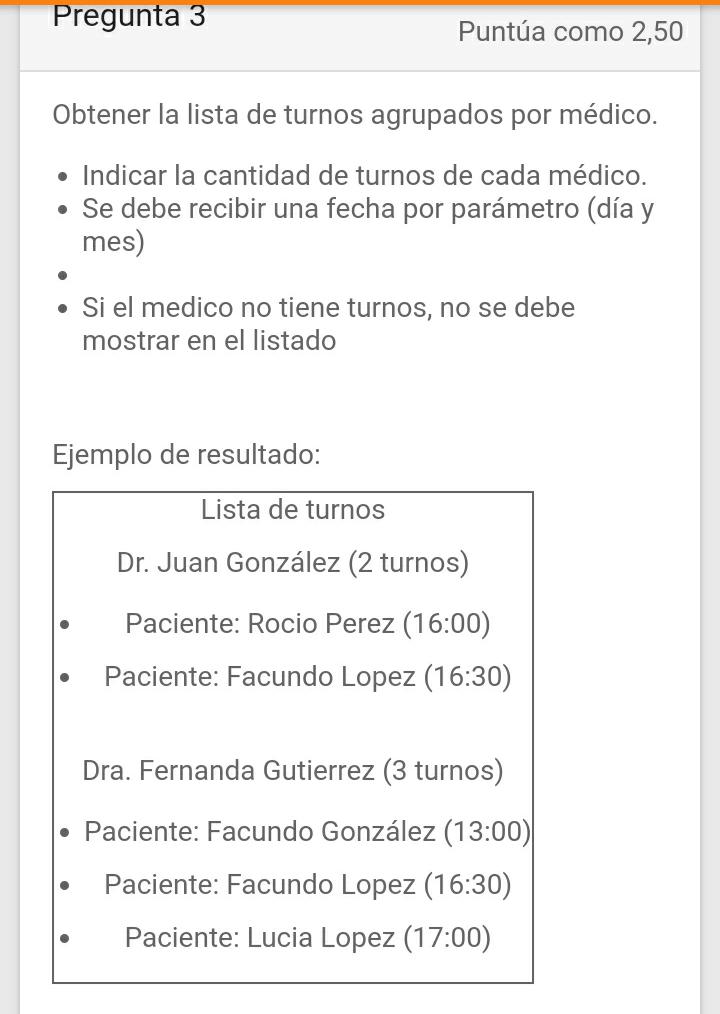 Pregunta 3
Puntúa como 2,50
Obtener la lista de turnos agrupados por médico.
Indicar la cantidad de turnos de cada médico.
Se debe recibir una fecha por parámetro (día y
mes)
Si el medico no tiene turnos, no se debe
mostrar en el listado
Ejemplo de resultado:
Lista de turnos
Dr. Juan González (2 turnos)
Paciente: Rocio Perez (16:00)
Paciente: Facundo Lopez (16:30)
Dra. Fernanda Gutierrez (3 turnos)
Paciente: Facundo González (13:00)
Paciente: Facundo Lopez (16:30)
Paciente: Lucia Lopez (17:00)